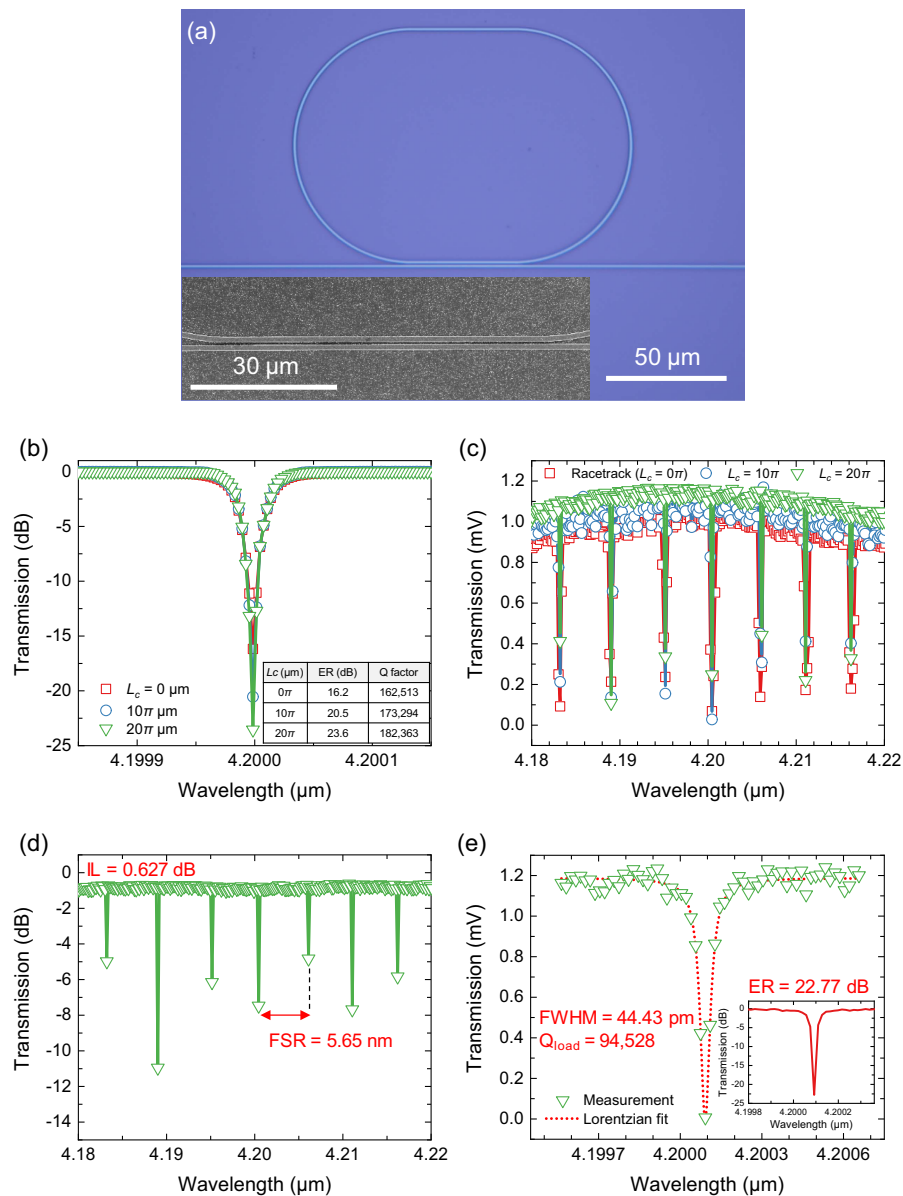 (a)
30 µm
50 µm
(b)
Transmission (dB)
0
-5
-10
-15
-20
-25
Lc = 0 µm
10π µm
20π µm
Lc (µm) ER (dB) Q factor
0π 16.2 162,513
10π 20.5 173,294
20π 23.6 182,363
4.1999 4.2000 4.2001
Wavelength (µm)
(c)
Racetrack (Lc = 0π) Lc = 10π Lc = 20π
Transmission (mV)
1.2
1.0
0.8
0.6
0.4
0.2
0.0
4.18 4.19 4.20 4.21 4.22
Wavelength (µm)
(d)
IL = 0.627 dB
Transmission (dB)
0
-2
-4
-6
-8
-10
-12
-14
FSR = 5.65 nm
4.18 4.19 4.20 4.21 4.22
Wavelength (µm)
(e)
Transmission (mV)
1.2
1.0
0.8
0.6
0.4
0.2
0.0
ER = 22.77 dB
FWHM = 44.43 pm
Qload = 94,528
Measurement
Lorentzian fit
Transmission (dB)
0
-5
-10
-15
-20
-25
4.1998 4.2000 4.2002
Wavelength (µm)
4.1997 4.2000 4.2003 4.2006
Wavelength (µm)